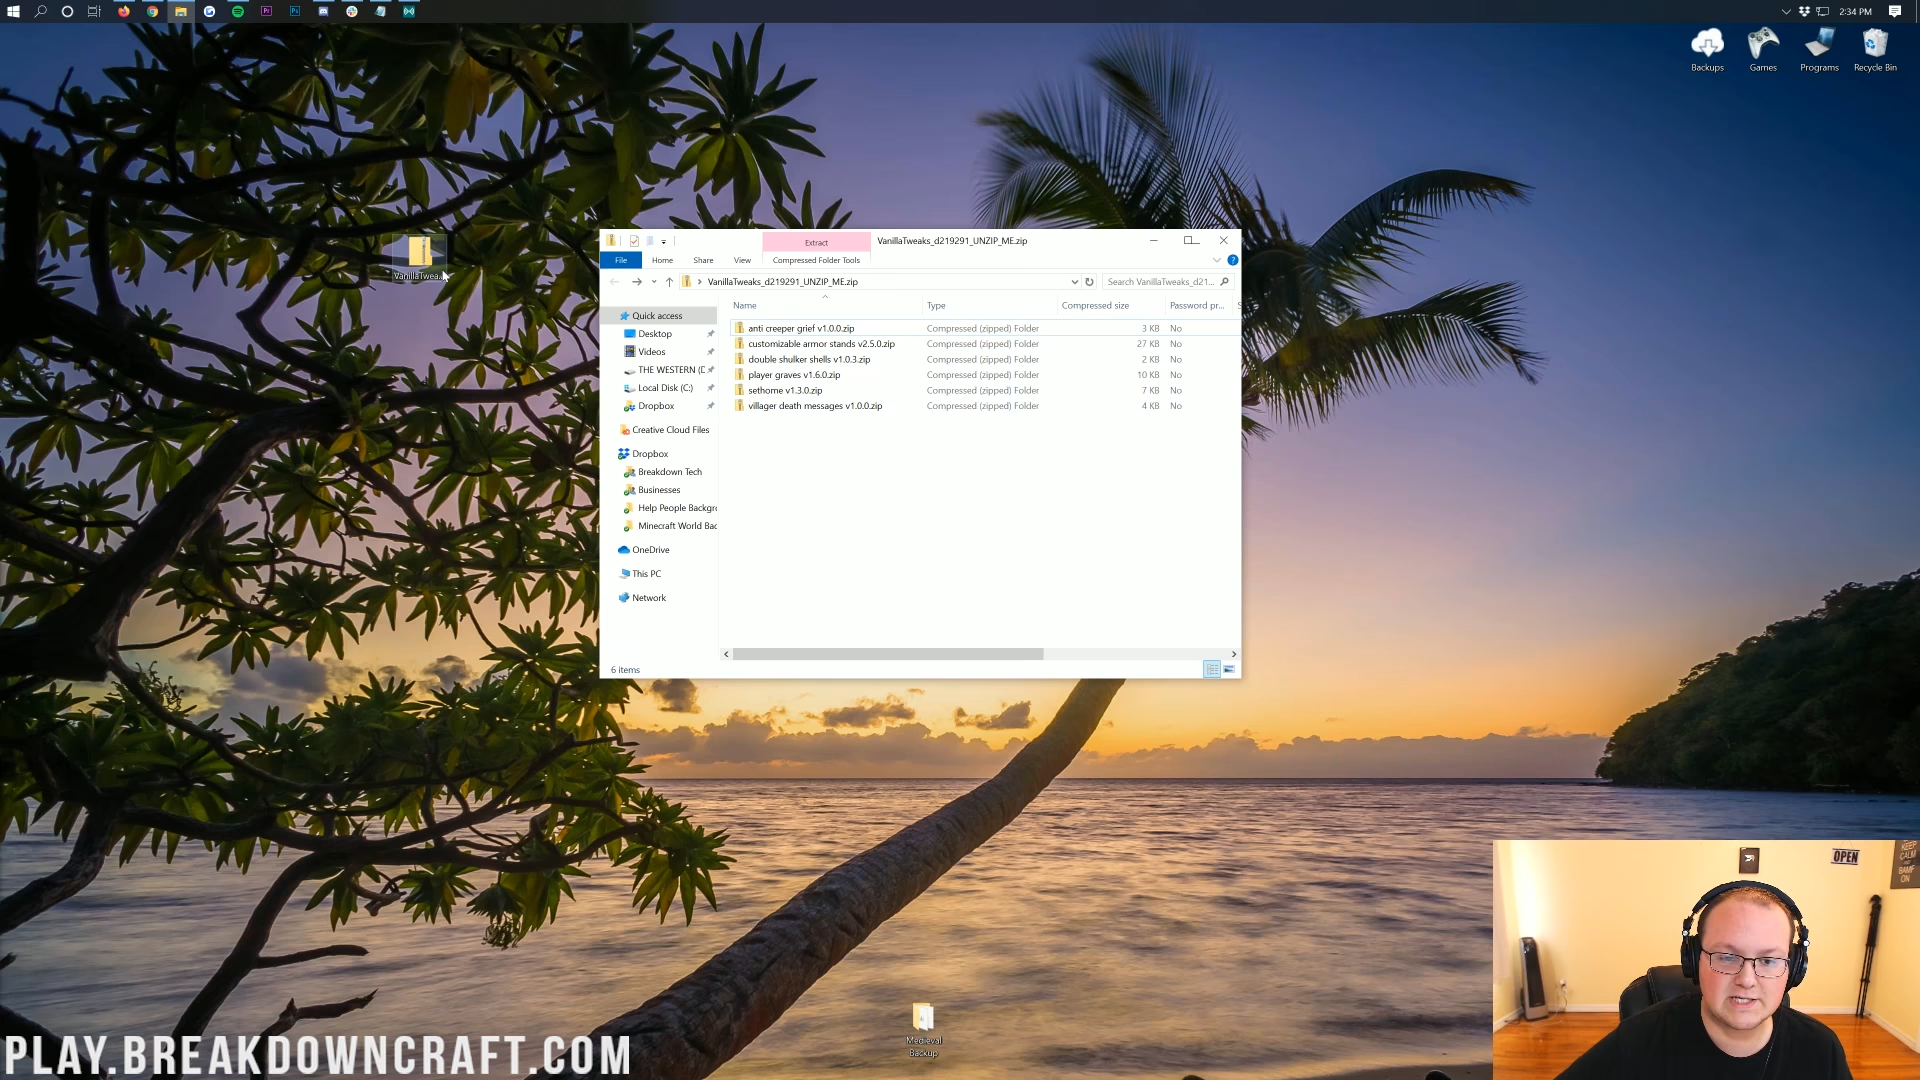 2:34 PM
Backups
Games
Programs
Recycle Bin
VanillaTwea...
Extract
VanillaTweaks_d219291_UNZIP_ME.zip
File
Home
Share
View
Compressed Folder Tools
VanillaTweaks_d219291_UNZIP_ME.zip
Search VanillaTweaks_d21...
Name
Type
Compressed size
Password pr...
Quick access
Desktop
Videos
THE WESTERN (D
Local Disk (C:)
Dropbox
Creative Cloud Files
Dropbox
Breakdown Tech
Businesses
Help People Backgr
Minecraft World Bac
OneDrive
This PC
Network
anti creeper grief v1.0.0.zip Compressed (zipped) Folder 3 KB No
customizable armor stands v2.5.0.zip Compressed (zipped) Folder 27 KB No
double shulker shells v1.0.3.zip Compressed (zipped) Folder 2 KB No
player graves v1.6.0.zip Compressed (zipped) Folder 10 KB No
sethome v1.3.0.zip Compressed (zipped) Folder 7 KB No
villager death messages v1.0.0.zip Compressed (zipped) Folder 4 KB No
6 items
OPEN
KEEP
CALM
AND
BAMF
ON
Medieval
Backup
PLAY.BREAKDOWNCRAFT.COM